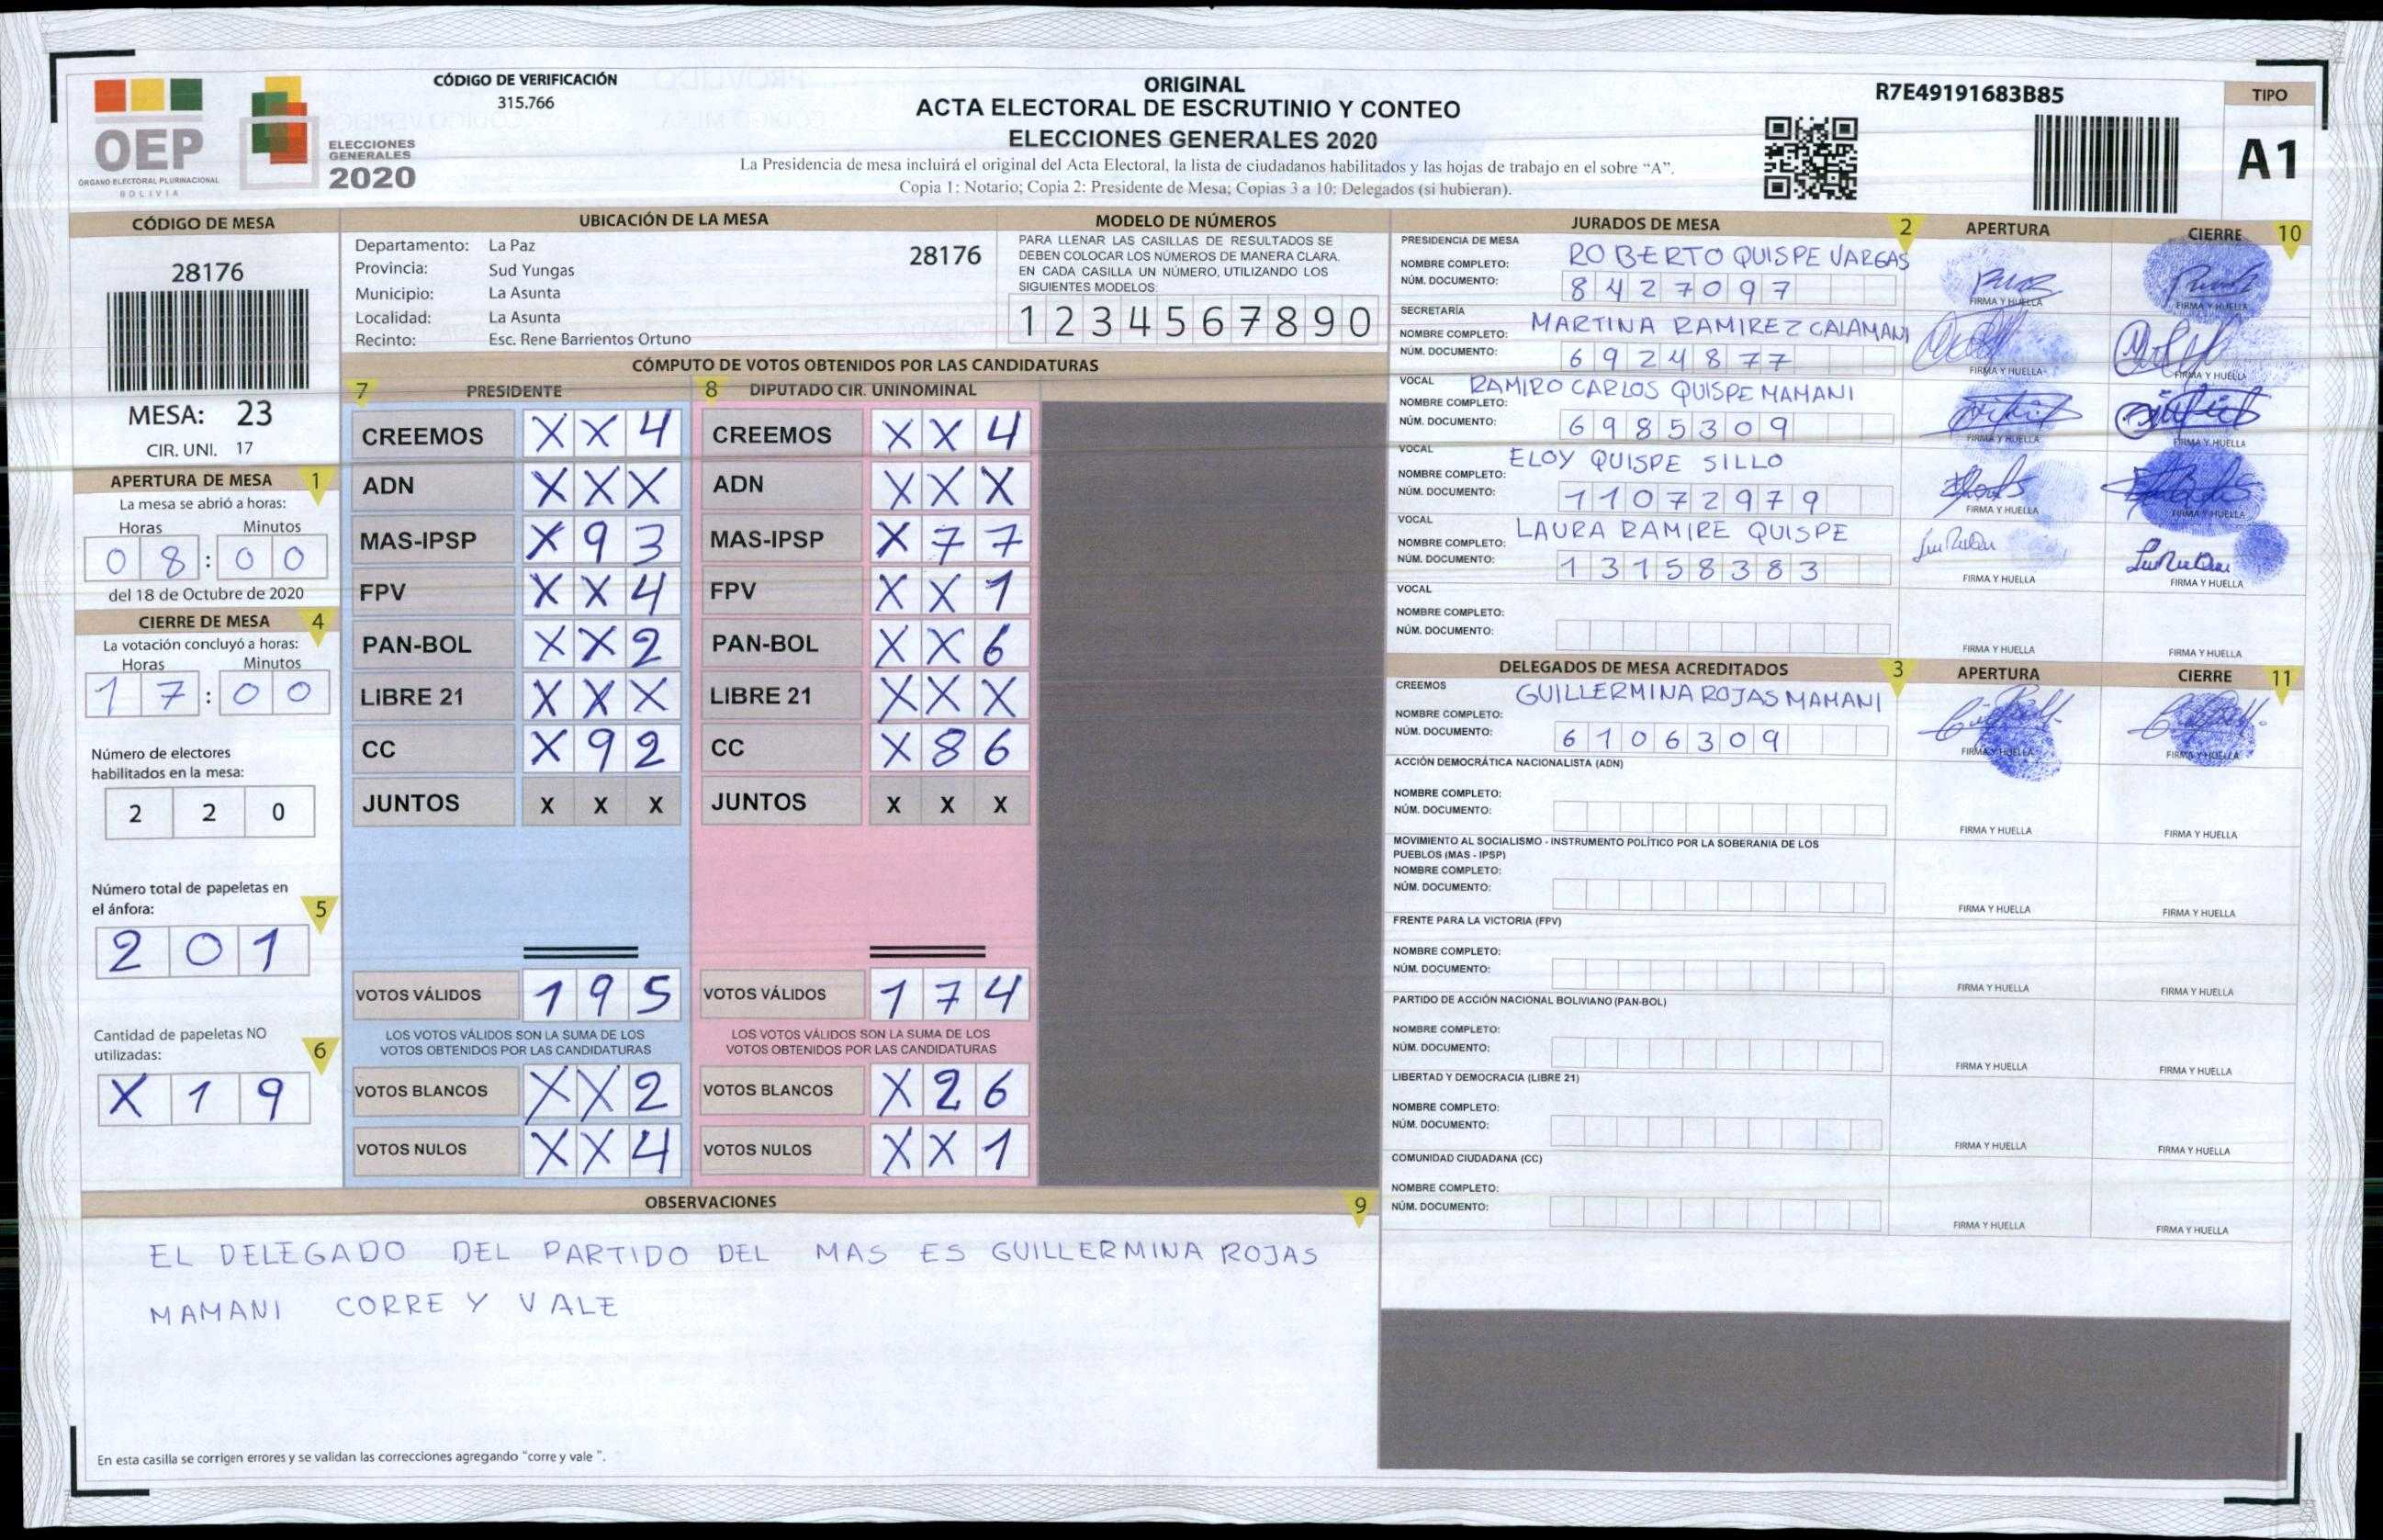 CÓDIGO DE VERIFICACIÓN
315.766
OEP
ÓRGANO ELECTORAL PLURINACIONAL
BOLIVIA
ELECCIONES
GENERALES
2020
ORIGINAL
ACTA ELECTORAL DE ESCRUTINIO Y CONTEO
ELECCIONES GENERALES 2020
La Presidencia de mesa incluirá el original del Acta Electoral, la lista de ciudadanos habilitados y las hojas de trabajo en el sobre “A”.
Copia 1: Notario; Copia 2: Presidente de Mesa; Copias 3 a 10: Delegados (si hubieran).
R7E49191683B85
TIPO
A1
CÓDIGO DE MESA
28176
MESA: 23
CIR. UNI. 17
APERTURA DE MESA 1
La mesa se abrió a horas:
Horas Minutos
0 8 : 0 0
del 18 de Octubre de 2020
CIERRE DE MESA 4
La votación concluyó a horas:
Horas Minutos
1 7 : 0 0
Número de electores
habilitados en la mesa:
2 2 0
Número total de papeletas en
el ánfora: 5
2 0 1
Cantidad de papeletas NO
utilizadas: 6
X 1 9
UBICACIÓN DE LA MESA
Departamento: La Paz 28176
Provincia: Sud Yungas
Municipio: La Asunta
Localidad: La Asunta
Recinto: Esc. Rene Barrientos Ortuno
MODELO DE NÚMEROS
PARA LLENAR LAS CASILLAS DE RESULTADOS SE
DEBEN COLOCAR LOS NÚMEROS DE MANERA CLARA.
EN CADA CASILLA UN NÚMERO, UTILIZANDO LOS
SIGUIENTES MODELOS:
1 2 3 4 5 6 7 8 9 0
CÓMPUTO DE VOTOS OBTENIDOS POR LAS CANDIDATURAS
7 PRESIDENTE
CREEMOS X X 4
ADN X X X
MAS-IPSP X 9 3
FPV X X 4
PAN-BOL X X 2
LIBRE 21 X X X
CC X 9 2
JUNTOS X X X
VOTOS VÁLIDOS 1 9 5
LOS VOTOS VÁLIDOS SON LA SUMA DE LOS
VOTOS OBTENIDOS POR LAS CANDIDATURAS
VOTOS BLANCOS X X 2
VOTOS NULOS X X 4
8 DIPUTADO CIR. UNINOMINAL
CREEMOS X X 4
ADN X X X
MAS-IPSP X 7 7
FPV X X 1
PAN-BOL X X 6
LIBRE 21 X X X
CC X 8 6
JUNTOS X X X
VOTOS VÁLIDOS 1 7 4
LOS VOTOS VÁLIDOS SON LA SUMA DE LOS
VOTOS OBTENIDOS POR LAS CANDIDATURAS
VOTOS BLANCOS X 2 6
VOTOS NULOS X X 1
OBSERVACIONES 9
EL DELEGADO DEL PARTIDO DEL MAS ES GUILLERMINA ROJAS
MAMANI CORRE Y VALE
En esta casilla se corrigen errores y se validan las correcciones agregando “corre y vale ”.
JURADOS DE MESA 2 APERTURA CIERRE 10
PRESIDENCIA DE MESA
NOMBRE COMPLETO: ROBERTO QUISPE VARGAS
NÚM. DOCUMENTO: 8 4 2 7 0 9 7
FIRMA Y HUELLA FIRMA Y HUELLA
SECRETARÍA
NOMBRE COMPLETO: MARTINA RAMIREZ CALAMANI
NÚM. DOCUMENTO: 6 9 2 4 8 7 7
FIRMA Y HUELLA FIRMA Y HUELLA
VOCAL
NOMBRE COMPLETO: RAMIRO CARLOS QUISPE MAMANI
NÚM. DOCUMENTO: 6 9 8 5 3 0 9
FIRMA Y HUELLA FIRMA Y HUELLA
VOCAL
NOMBRE COMPLETO: ELOY QUISPE SILLO
NÚM. DOCUMENTO: 1 1 0 7 2 9 7 9
FIRMA Y HUELLA FIRMA Y HUELLA
VOCAL
NOMBRE COMPLETO: LAURA RAMIRE QUISPE
NÚM. DOCUMENTO: 1 3 1 5 8 3 8 3
FIRMA Y HUELLA FIRMA Y HUELLA
VOCAL
NOMBRE COMPLETO:
NÚM. DOCUMENTO:
FIRMA Y HUELLA FIRMA Y HUELLA
DELEGADOS DE MESA ACREDITADOS 3 APERTURA CIERRE 11
CREEMOS
NOMBRE COMPLETO: GUILLERMINA ROJAS MAMANI
NÚM. DOCUMENTO: 6 1 0 6 3 0 9
FIRMA Y HUELLA FIRMA Y HUELLA
ACCIÓN DEMOCRÁTICA NACIONALISTA (ADN)
NOMBRE COMPLETO:
NÚM. DOCUMENTO:
FIRMA Y HUELLA FIRMA Y HUELLA
MOVIMIENTO AL SOCIALISMO - INSTRUMENTO POLÍTICO POR LA SOBERANIA DE LOS
PUEBLOS (MAS - IPSP)
NOMBRE COMPLETO:
NÚM. DOCUMENTO:
FIRMA Y HUELLA FIRMA Y HUELLA
FRENTE PARA LA VICTORIA (FPV)
NOMBRE COMPLETO:
NÚM. DOCUMENTO:
FIRMA Y HUELLA FIRMA Y HUELLA
PARTIDO DE ACCIÓN NACIONAL BOLIVIANO (PAN-BOL)
NOMBRE COMPLETO:
NÚM. DOCUMENTO:
FIRMA Y HUELLA FIRMA Y HUELLA
LIBERTAD Y DEMOCRACIA (LIBRE 21)
NOMBRE COMPLETO:
NÚM. DOCUMENTO:
FIRMA Y HUELLA FIRMA Y HUELLA
COMUNIDAD CIUDADANA (CC)
NOMBRE COMPLETO:
NÚM. DOCUMENTO:
FIRMA Y HUELLA FIRMA Y HUELLA